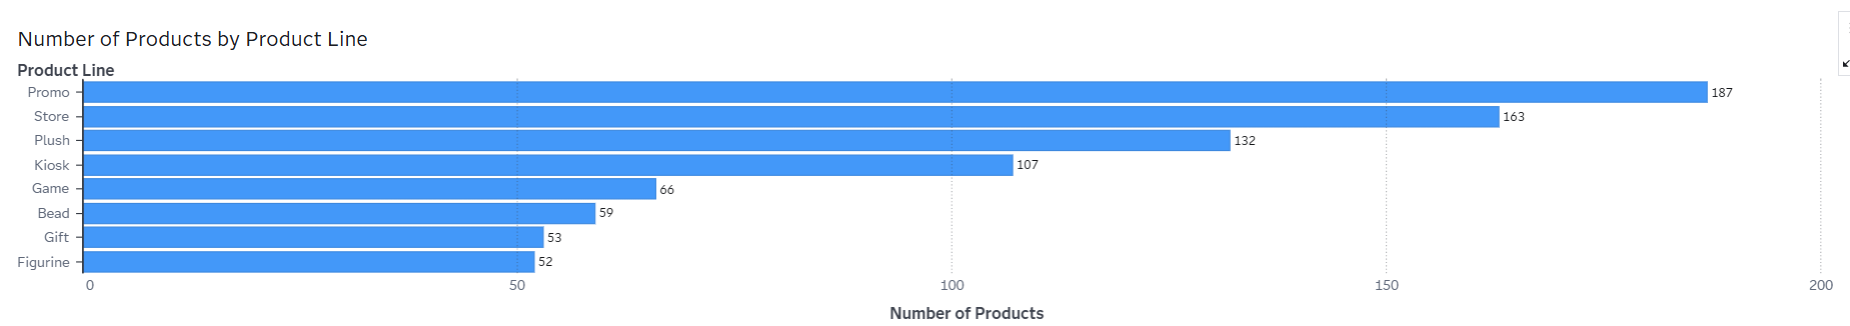 Number of Products by Product Line
Product Line
Promo 187
Store 163
Plush 132
Kiosk 107
Game 66
Bead 59
Gift 53
Figurine 52
0 50 100 150 200
Number of Products